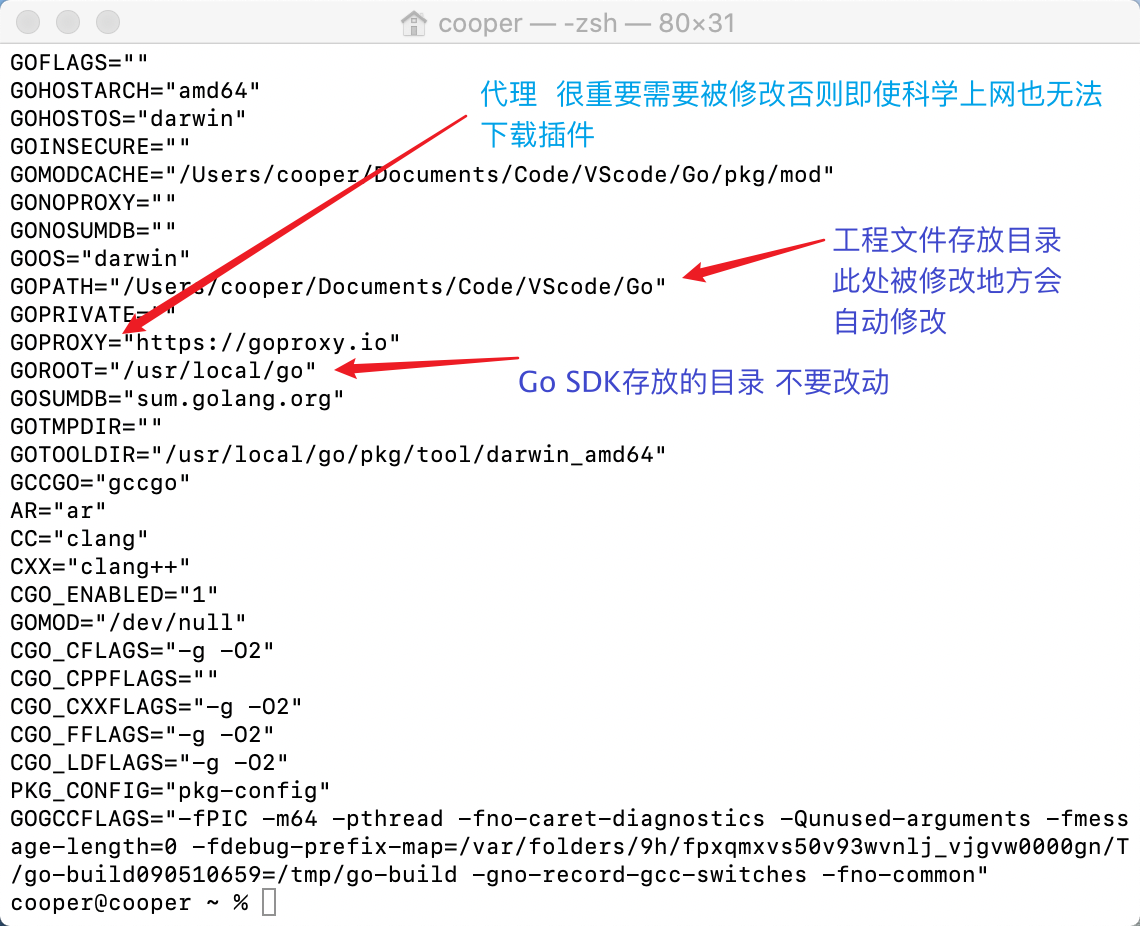 cooper — -zsh — 80×31
GOFLAGS=""
GOHOSTARCH="amd64"
代理 很重要需要被修改否则即使科学上网也无法
下载插件
GOHOSTOS="darwin"
GOINSECURE=""
GOMODCACHE="/Users/cooper/Documents/Code/VScode/Go/pkg/mod"
GONOPROXY=""
GONOSUMDB=""
工程文件存放目录
此处被修改地方会
自动修改
GOOS="darwin"
GOPATH="/Users/cooper/Documents/Code/VScode/Go"
GOPRIVATE=""
GOPROXY="https://goproxy.io"
GOROOT="/usr/local/go"
Go SDK存放的目录 不要改动
GOSUMDB="sum.golang.org"
GOTMPDIR=""
GOTOOLDIR="/usr/local/go/pkg/tool/darwin_amd64"
GCCGO="gccgo"
AR="ar"
CC="clang"
CXX="clang++"
CGO_ENABLED="1"
GOMOD="/dev/null"
CGO_CFLAGS="-g -O2"
CGO_CPPFLAGS=""
CGO_CXXFLAGS="-g -O2"
CGO_FFLAGS="-g -O2"
CGO_LDFLAGS="-g -O2"
PKG_CONFIG="pkg-config"
GOGCCFLAGS="-fPIC -m64 -pthread -fno-caret-diagnostics -Qunused-arguments -fmess
age-length=0 -fdebug-prefix-map=/var/folders/9h/fpxqmxvs50v93wvnlj_vjgvw0000gn/T
/go-build090510659=/tmp/go-build -gno-record-gcc-switches -fno-common"
cooper@cooper ~ %